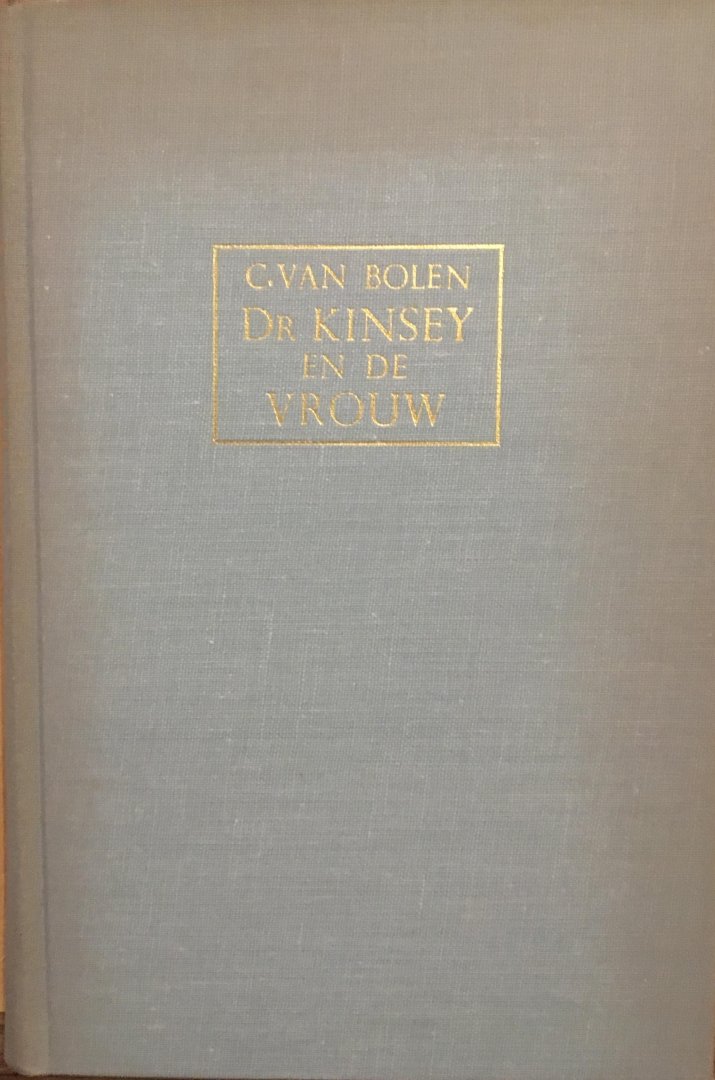 C. VAN BOLEN
DR KINSEY
EN DE
VROUW